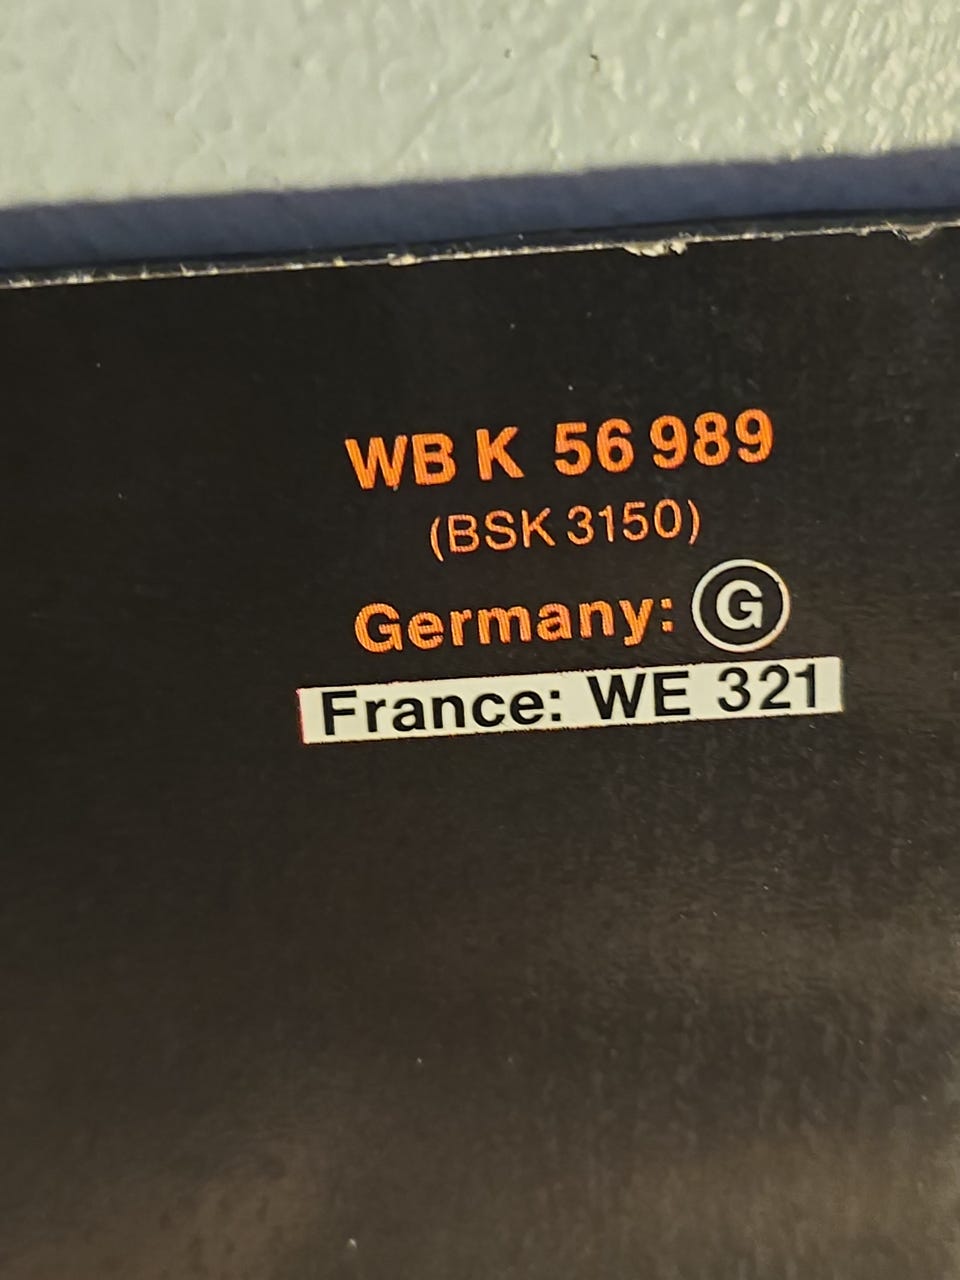 WB K 56 989
(BSK 3150)
Germany: G
France: WE 321